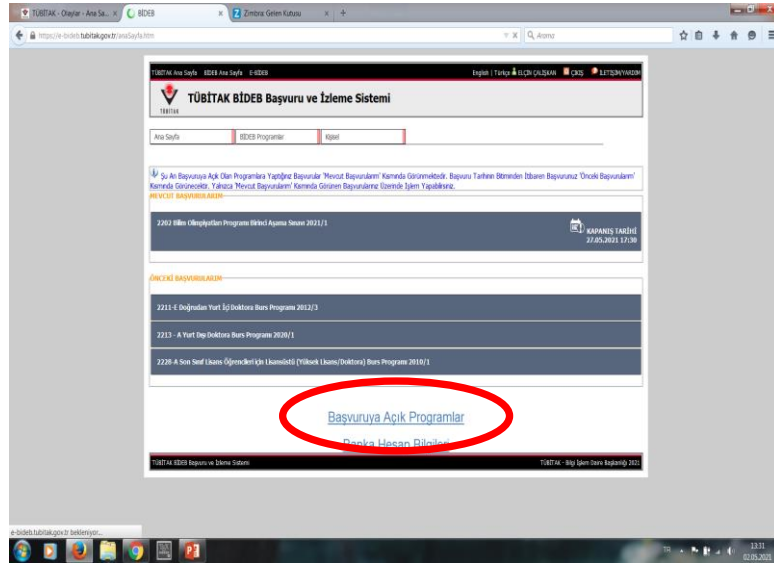 TÜBİTAK - Olaylar - Ana Sa...
BİDEB
Zimbra: Gelen Kutusu
https://e-bideb.tubitak.gov.tr/anaSayfa.htm
Arama
TÜBİTAK Ana Sayfa BİDEB Ana Sayfa E-BİDEB
English | Türkçe ELÇİN ÇALIŞKAN ÇIKIŞ İLETİŞİM/YARDIM
TÜBİTAK
TÜBİTAK BİDEB Başvuru ve İzleme Sistemi
Ana Sayfa
BİDEB Programlar
Kişisel
Şu An Başvuruya Açık Olan Programlara Yaptığınız Başvurular 'Mevcut Başvurularım' Kısmında Görünmektedir. Başvuru Tarihinin Bitiminden İtibaren Başvurunuz 'Önceki Başvurularım'
Kısmında Görünecektir. Yalnızca 'Mevcut Başvurularım' Kısmında Görünen Başvurularınız Üzerinde İşlem Yapabilirsiniz.
MEVCUT BAŞVURULARIM
2202 Bilim Olimpiyatları Programı Birinci Aşama Sınavı 2021/1
KAPANIŞ TARİHİ
27.05.2021 17:30
ÖNCEKİ BAŞVURULARIM
2211-E Doğrudan Yurt İçi Doktora Burs Programı 2012/3
2213 - A Yurt Dışı Doktora Burs Programı 2020/1
2228-A Son Sınıf Lisans Öğrencileri için Lisansüstü (Yüksek Lisans/Doktora) Burs Programı 2010/1
Başvuruya Açık Programlar
Banka Hesap Bilgileri
TÜBİTAK BİDEB Başvuru ve İzleme Sistemi
TÜBİTAK - Bilgi İşlem Daire Başkanlığı 2021
e-bideb.tubitak.gov.tr bekleniyor...
TR
13:31
02.05.2021